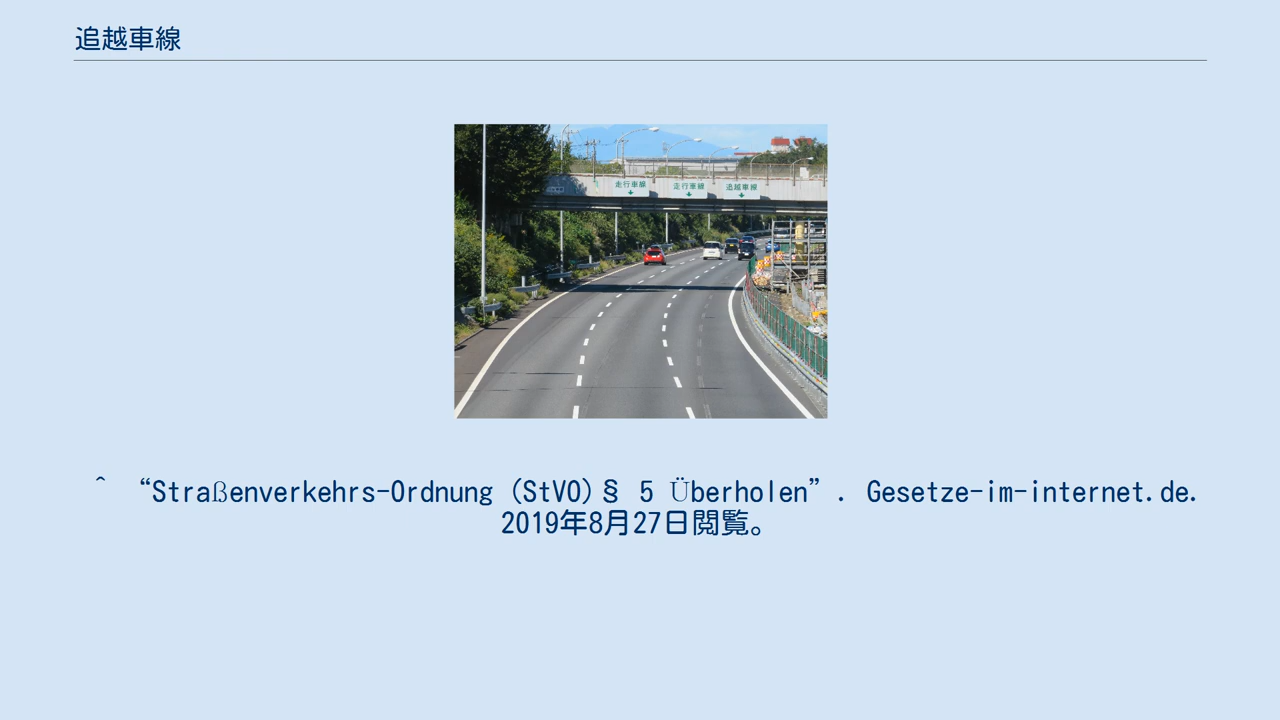 追越車線
走行車線 走行車線 追越車線
^ “Straßenverkehrs-Ordnung (StVO)§ 5 Überholen”. Gesetze-im-internet.de.
2019年8月27日閲覧。